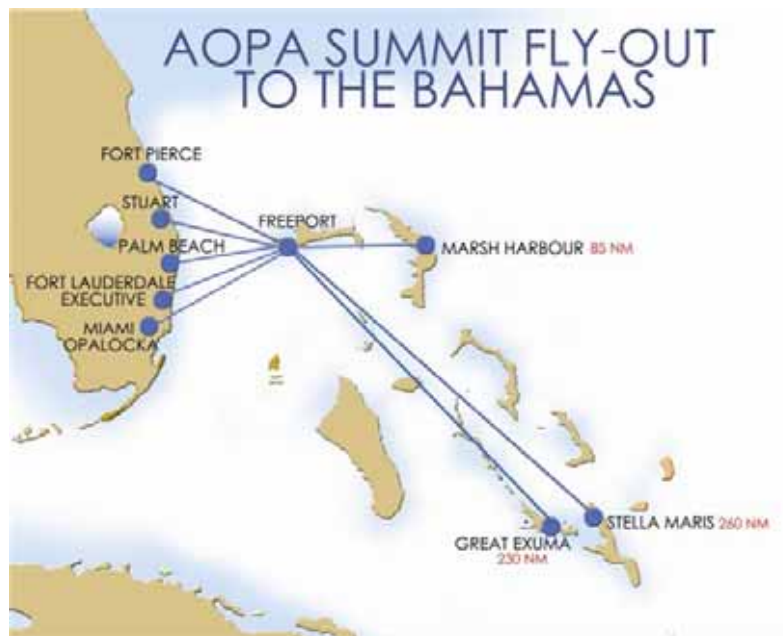 AOPA SUMMIT FLY-OUT
TO THE BAHAMAS
FORT PIERCE
STUART
FREEPORT
PALM BEACH
MARSH HARBOUR 85 NM
FORT LAUDERDALE
EXECUTIVE
MIAMI
OPALOCKA
STELLA MARIS 260 NM
GREAT EXUMA
230 NM